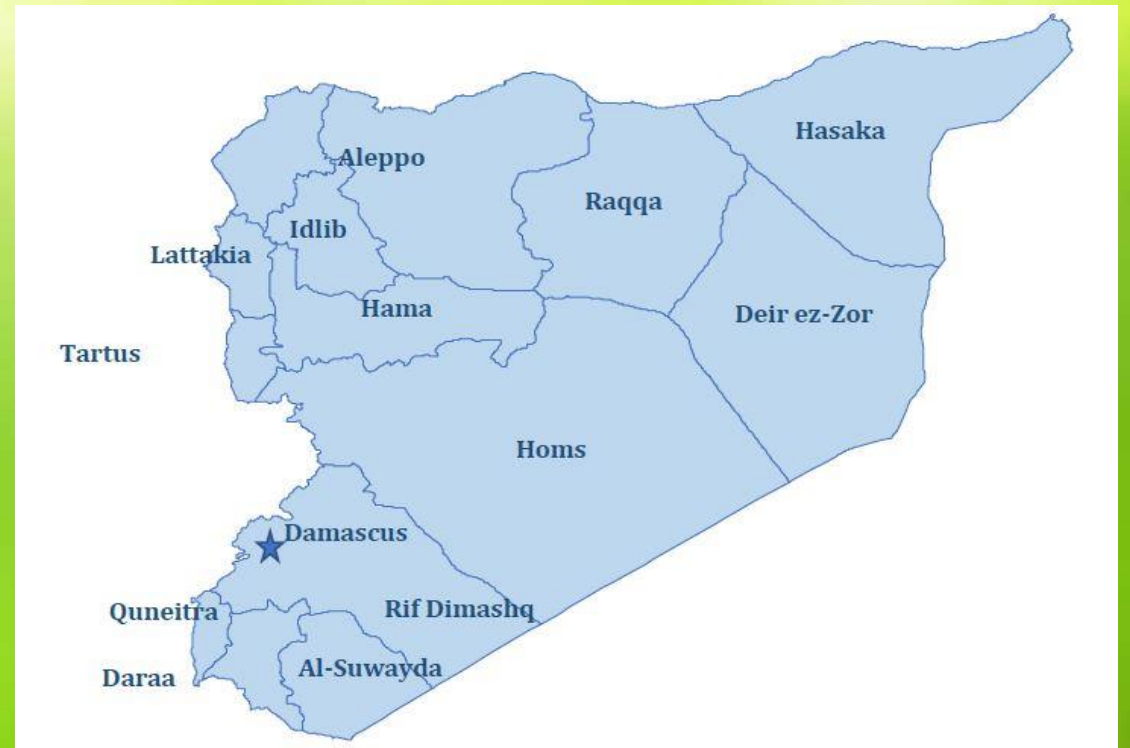 Hasaka
Aleppo
Raqqa
Idlib
Lattakia
Hama
Deir ez-Zor
Tartus
Homs
Damascus
Quneitra
Rif Dimashq
Al-Suwayda
Daraa